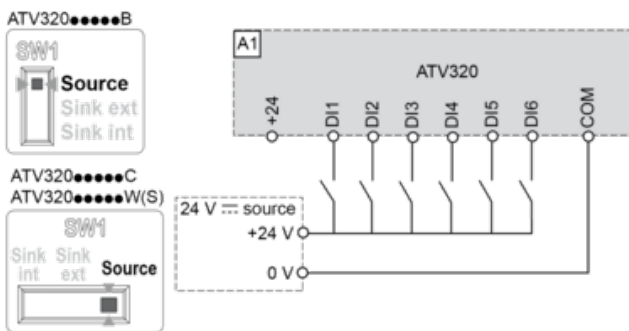 ATV320●●●●●B
SW1
Source
Sink ext
Sink int
ATV320●●●●●C
ATV320●●●●●W(S)
SW1
Sink int
Sink ext
Source
A1
ATV320
+24
DI1
DI2
DI3
DI4
DI5
DI6
COM
24 V ⎓ source
+24 V
0 V